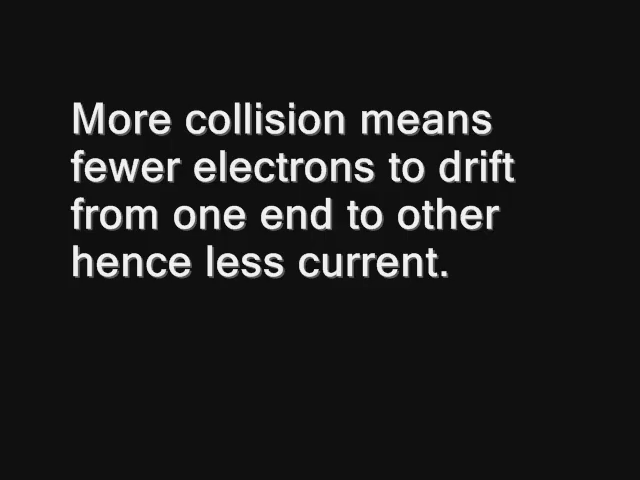 More collision means
fewer electrons to drift
from one end to other
hence less current.